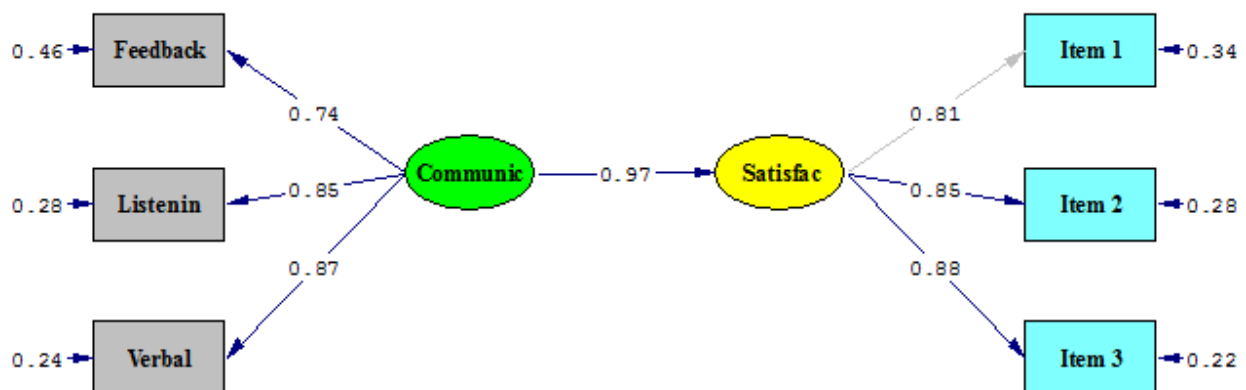 0.46
Feedback
Item 1
0.34
0.74
0.81
Communic
0.97
Satisfac
0.28
Listenin
0.85
0.85
Item 2
0.28
0.87
0.88
0.24
Verbal
Item 3
0.22